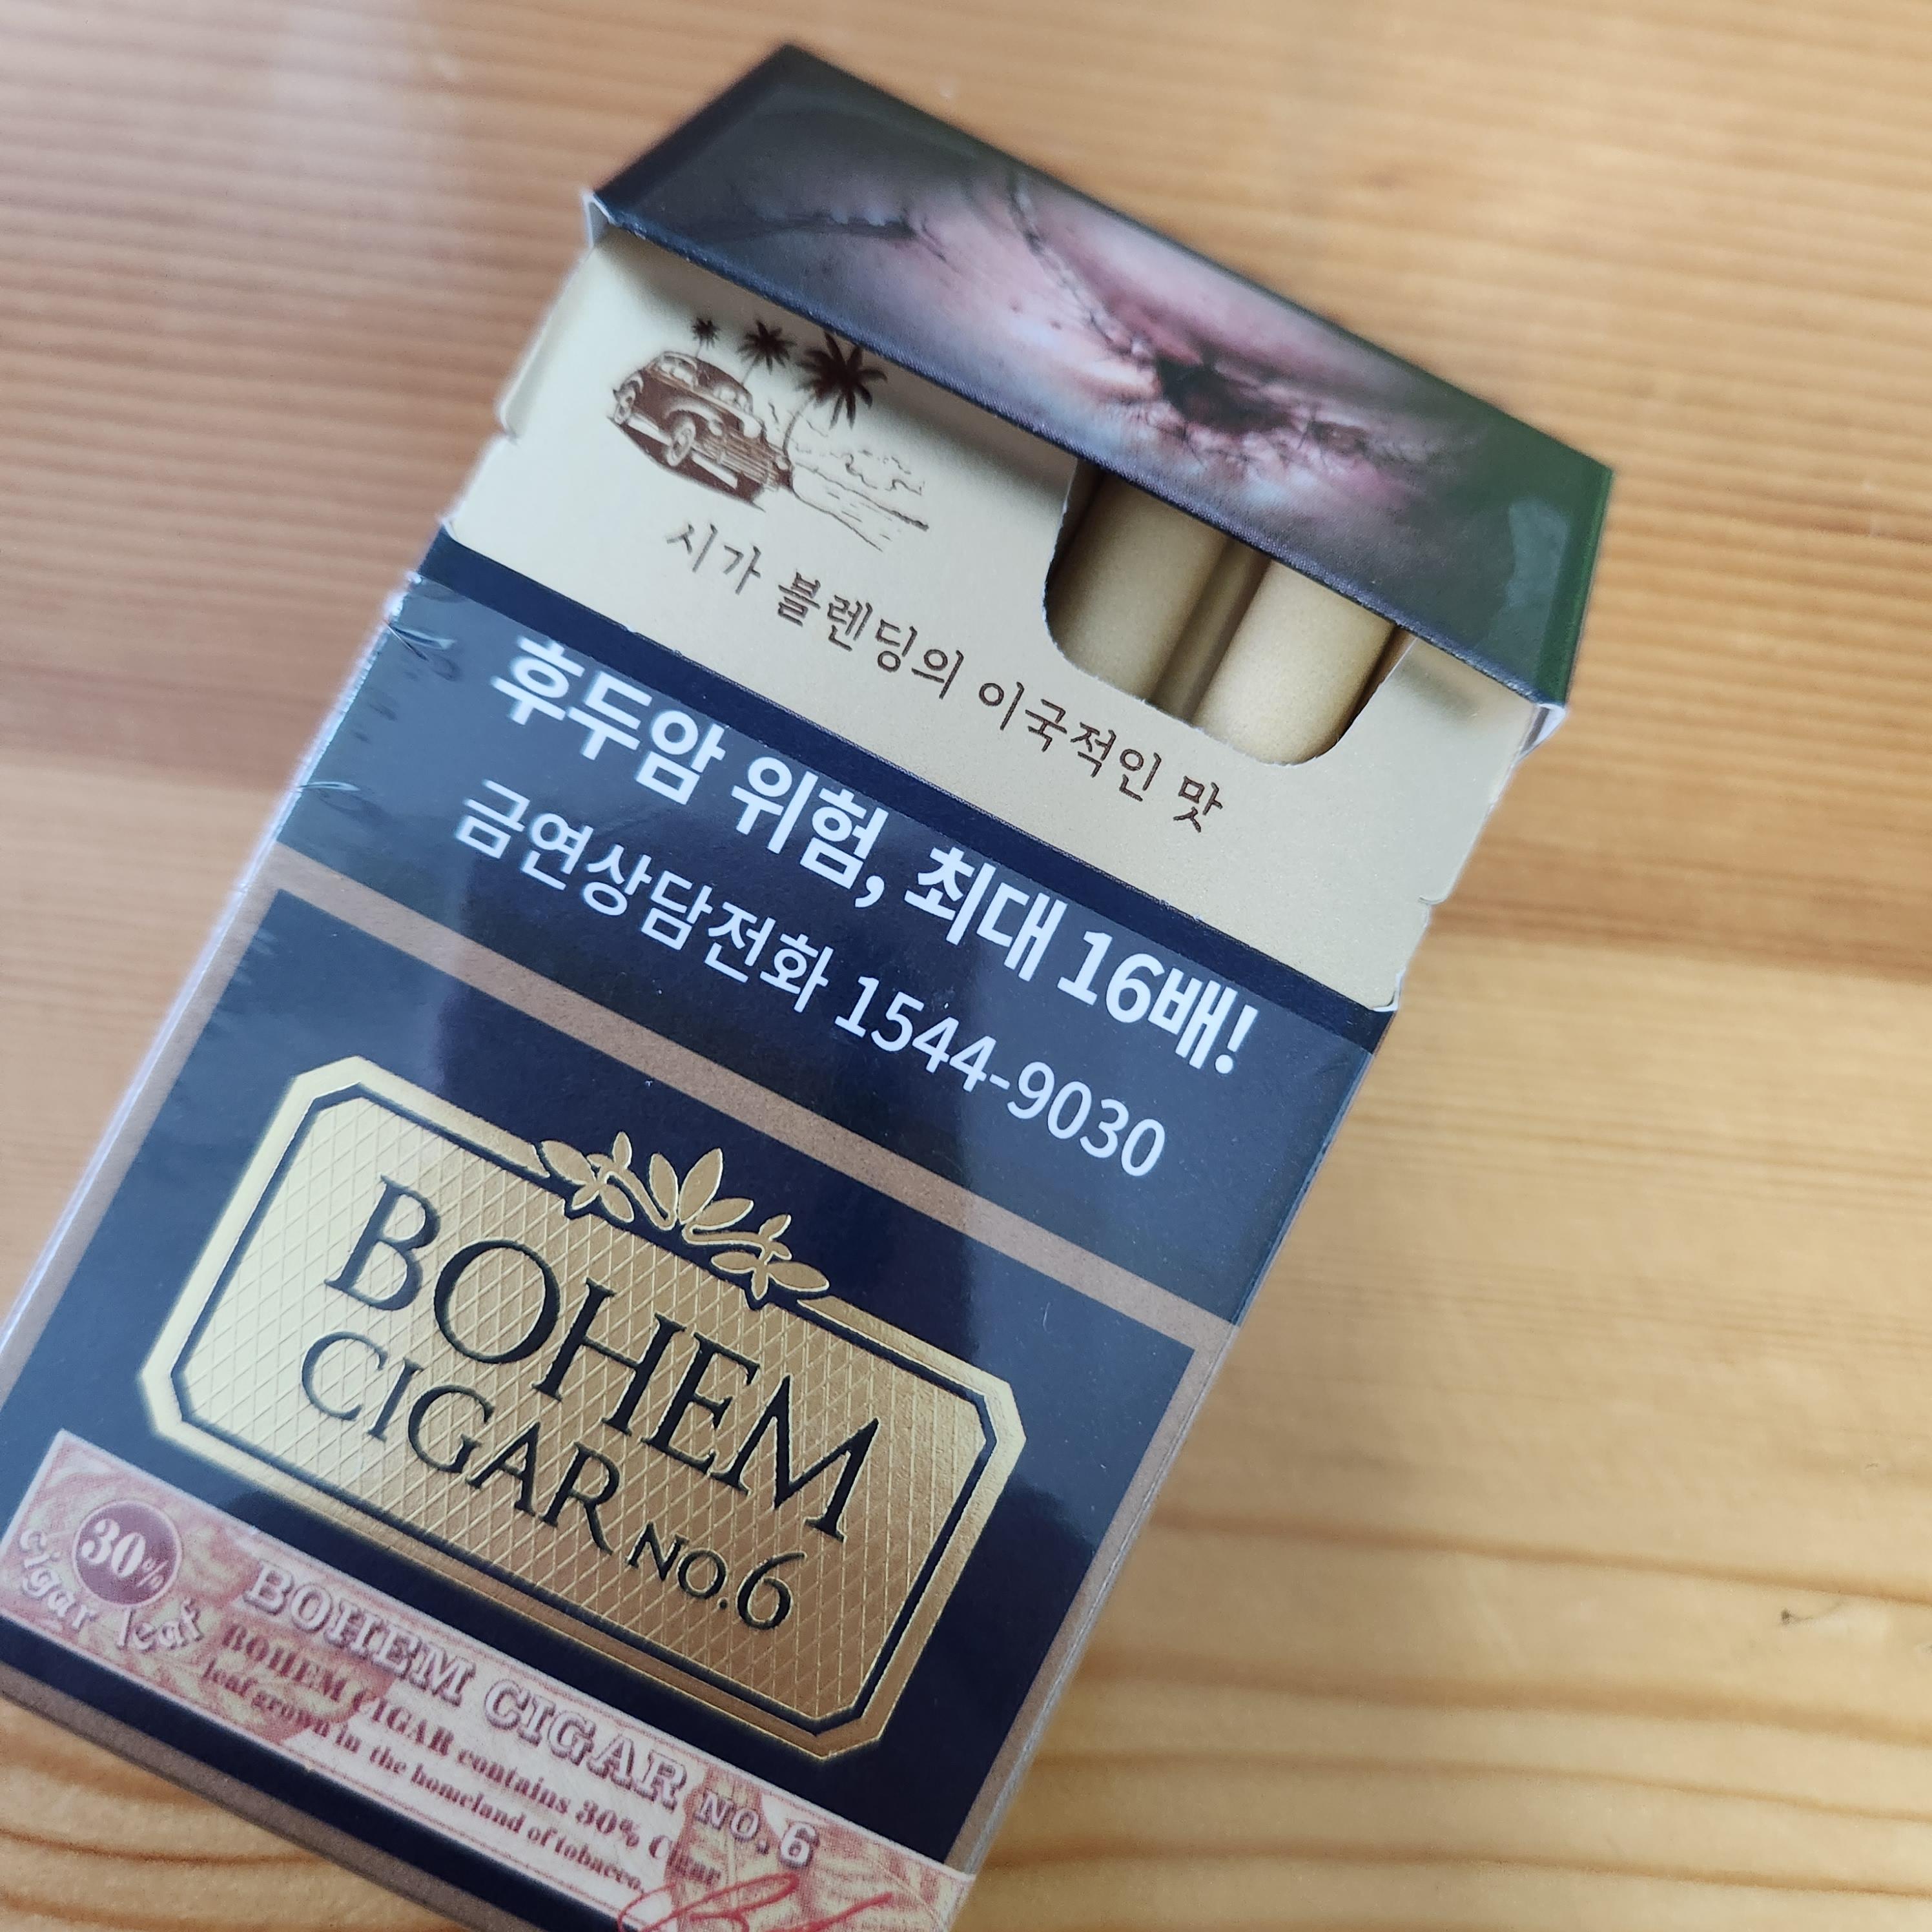 시가 블렌딩의 이국적인 맛
후두암 위험, 최대 16배!
금연상담전화 1544-9030
BOHEM
CIGAR NO.6
30%
cigar leaf
BOHEM CIGAR NO. 6
BOHEM CIGAR contains 30% Cigar
leaf grown in the homeland of tobacco.